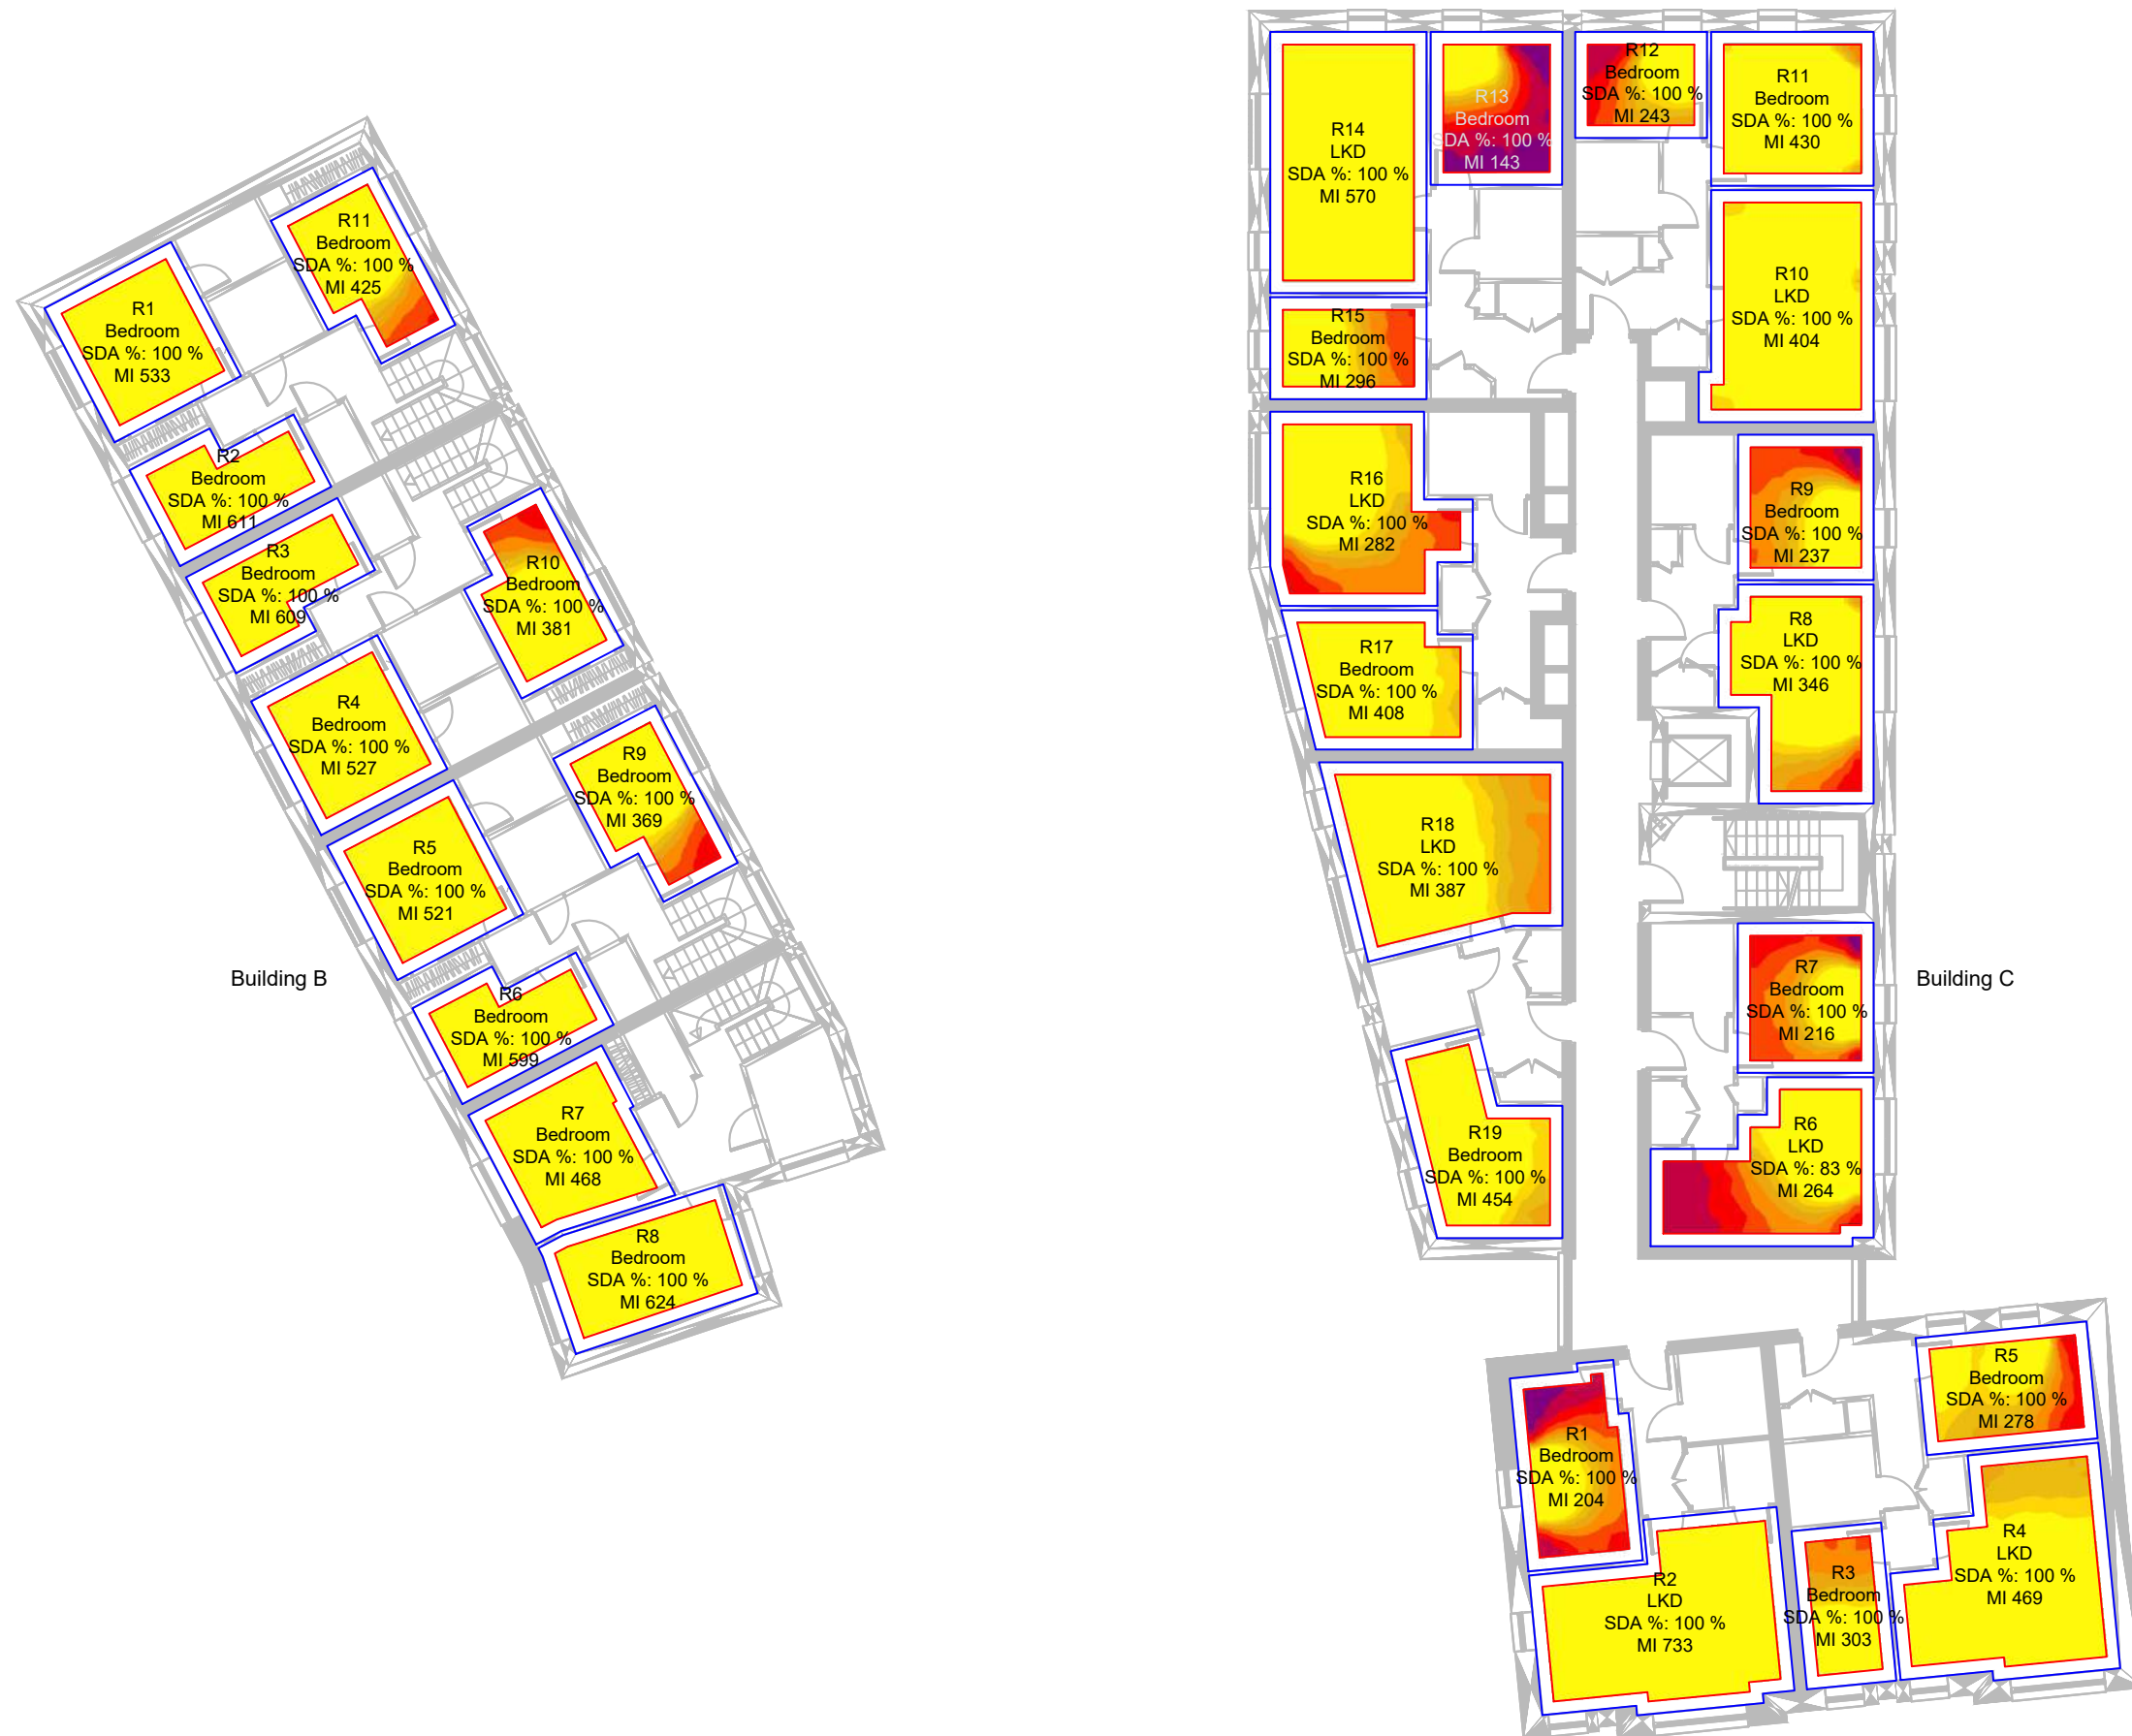 R11
Bedroom
SDA %: 100 %
MI 425
R1
Bedroom
SDA %: 100 %
MI 533
R2
Bedroom
SDA %: 100 %
MI 611
R3
Bedroom
SDA %: 100 %
MI 609
R10
Bedroom
SDA %: 100 %
MI 381
R4
Bedroom
SDA %: 100 %
MI 527
R9
Bedroom
SDA %: 100 %
MI 369
R5
Bedroom
SDA %: 100 %
MI 521
Building B
R6
Bedroom
SDA %: 100 %
MI 599
R7
Bedroom
SDA %: 100 %
MI 468
R8
Bedroom
SDA %: 100 %
MI 624
R14
LKD
SDA %: 100 %
MI 570
R13
Bedroom
SDA %: 100 %
MI 143
R12
Bedroom
SDA %: 100 %
MI 243
R11
Bedroom
SDA %: 100 %
MI 430
R10
LKD
SDA %: 100 %
MI 404
R15
Bedroom
SDA %: 100 %
MI 296
R16
LKD
SDA %: 100 %
MI 282
R9
Bedroom
SDA %: 100 %
MI 237
R17
Bedroom
SDA %: 100 %
MI 408
R8
LKD
SDA %: 100 %
MI 346
R18
LKD
SDA %: 100 %
MI 387
R7
Bedroom
SDA %: 100 %
MI 216
Building C
R19
Bedroom
SDA %: 100 %
MI 454
R6
LKD
SDA %: 83 %
MI 264
R5
Bedroom
SDA %: 100 %
MI 278
R1
Bedroom
SDA %: 100 %
MI 204
R2
LKD
SDA %: 100 %
MI 733
R3
Bedroom
SDA %: 100 %
MI 303
R4
LKD
SDA %: 100 %
MI 469